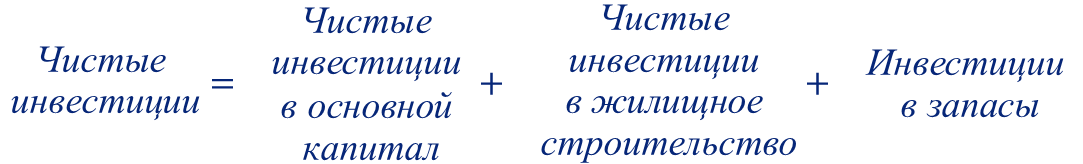 Чистые
инвестиции
=
Чистые
инвестиции
в основной
капитал
+
Чистые
инвестиции
в жилищное
строительство
+
Инвестиции
в запасы